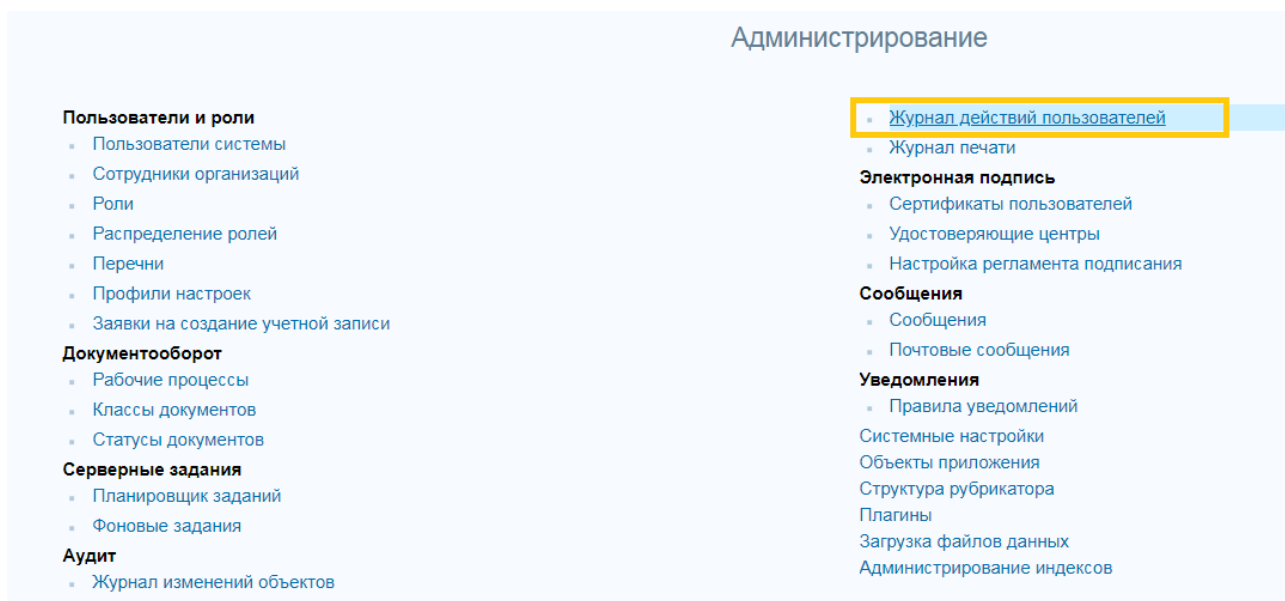 Администрирование
Пользователи и роли
Пользователи системы
Сотрудники организаций
Роли
Распределение ролей
Перечни
Профили настроек
Заявки на создание учетной записи
Документооборот
Рабочие процессы
Классы документов
Статусы документов
Серверные задания
Планировщик заданий
Фоновые задания
Аудит
Журнал изменений объектов
Журнал действий пользователей
Журнал печати
Электронная подпись
Сертификаты пользователей
Удостоверяющие центры
Настройка регламента подписания
Сообщения
Сообщения
Почтовые сообщения
Уведомления
Правила уведомлений
Системные настройки
Объекты приложения
Структура рубрикатора
Плагины
Загрузка файлов данных
Администрирование индексов